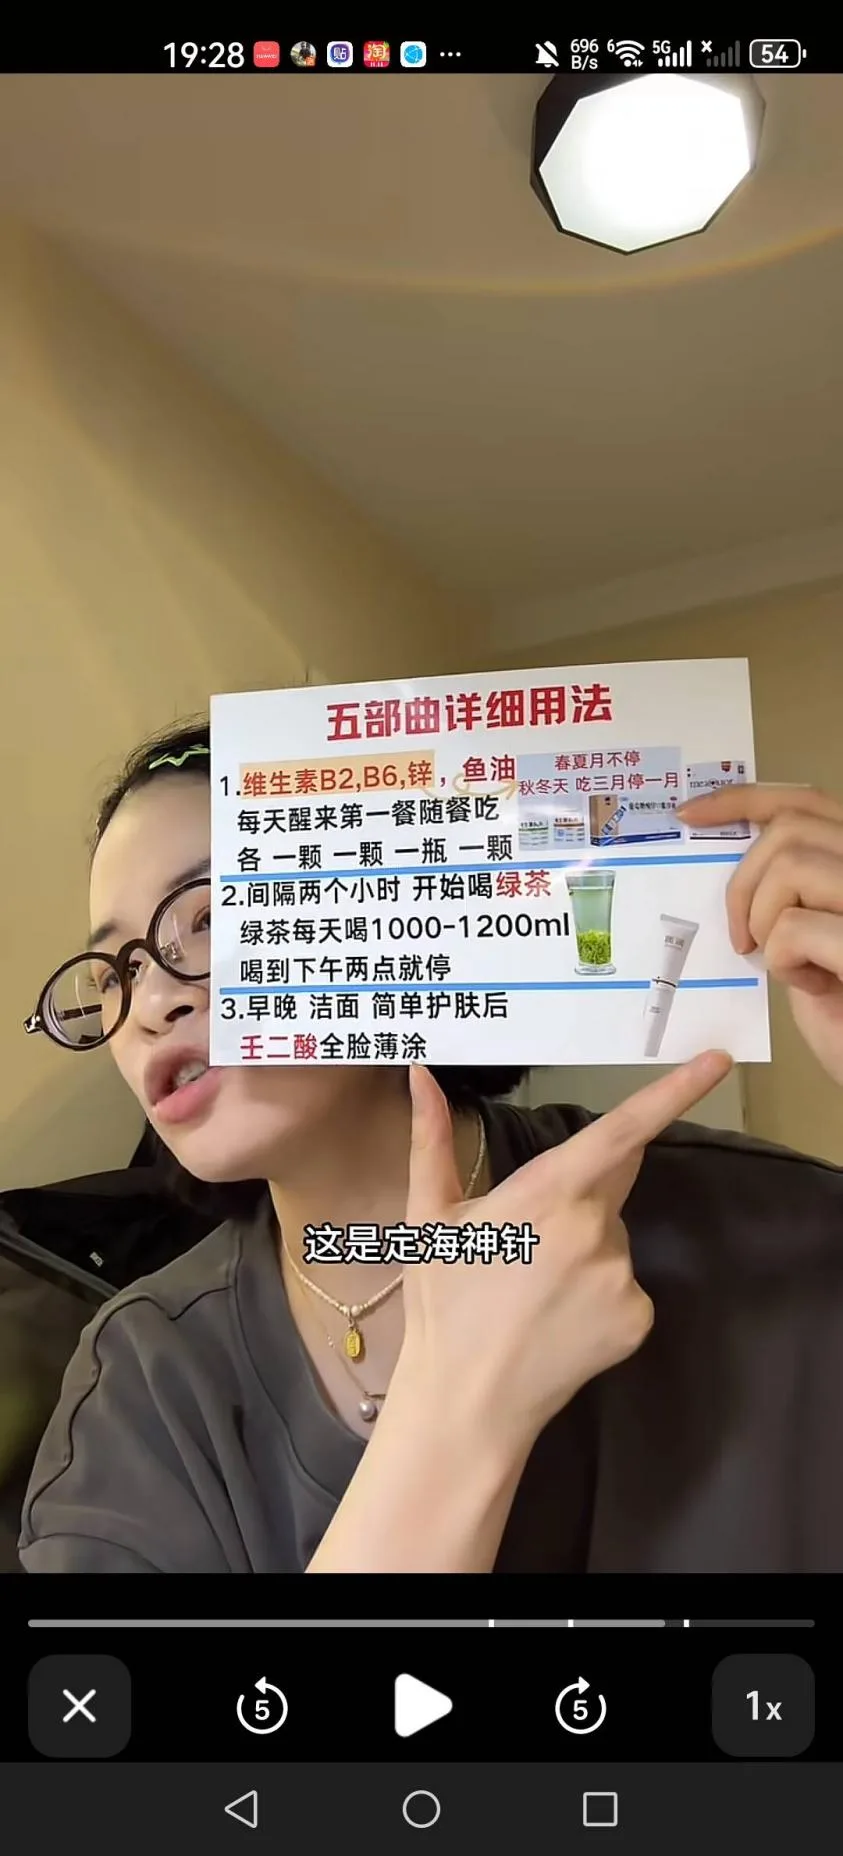 19:28
696 B/s
6
5G
54
五部曲详细用法
1.维生素B2,B6,锌，鱼油
春夏月不停
秋冬天 吃三月停一月
每天醒来第一餐随餐吃
各 一颗 一颗 一瓶 一颗
2.间隔两个小时 开始喝绿茶
绿茶每天喝1000-1200ml
喝到下午两点就停
3.早晚 洁面 简单护肤后
壬二酸全脸薄涂
这是定海神针
5
5
1x